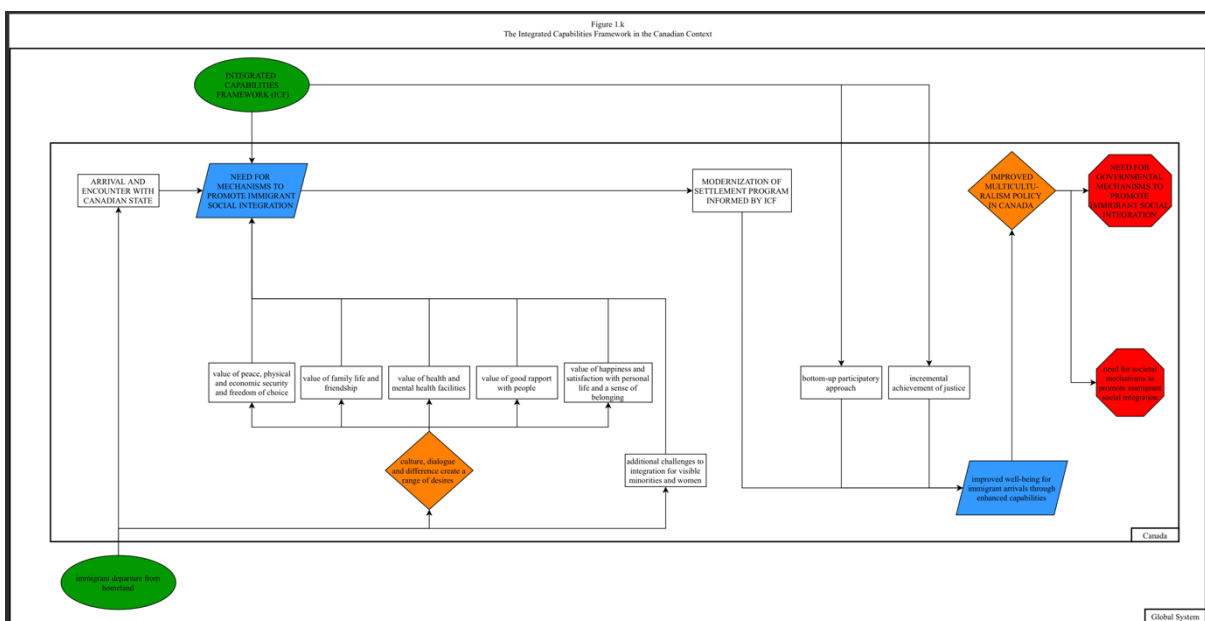 Figure 1.k
The Integrated Capabilities Framework in the Canadian Context
INTEGRATED
CAPABILITIES
FRAMEWORK (ICF)
ARRIVAL AND
ENCOUNTER WITH
CANADIAN STATE
NEED FOR
MECHANISMS TO
PROMOTE IMMIGRANT
SOCIAL INTEGRATION
MODERNIZATION OF
SETTLEMENT PROGRAM
INFORMED BY ICF
IMPROVED
MULTICULTU-
RALISM POLICY
IN CANADA
NEED FOR
GOVERNMENTAL
MECHANISMS TO
PROMOTE
IMMIGRANT SOCIAL
INTEGRATION
value of peace, physical
and economic security
and freedom of choice
value of family life and
friendship
value of health and
mental health facilities
value of good rapport
with people
value of happiness and
satisfaction with personal
life and a sense of
belonging
bottom-up participatory
approach
incremental
achievement of justice
need for societal
mechanisms to
promote immigrant
social integration
culture, dialogue
and difference create a
range of desires
additional challenges to
integration for visible
minorities and women
improved well-being for
immigrant arrivals through
enhanced capabilities
Canada
immigrant departure from
homeland
Global System